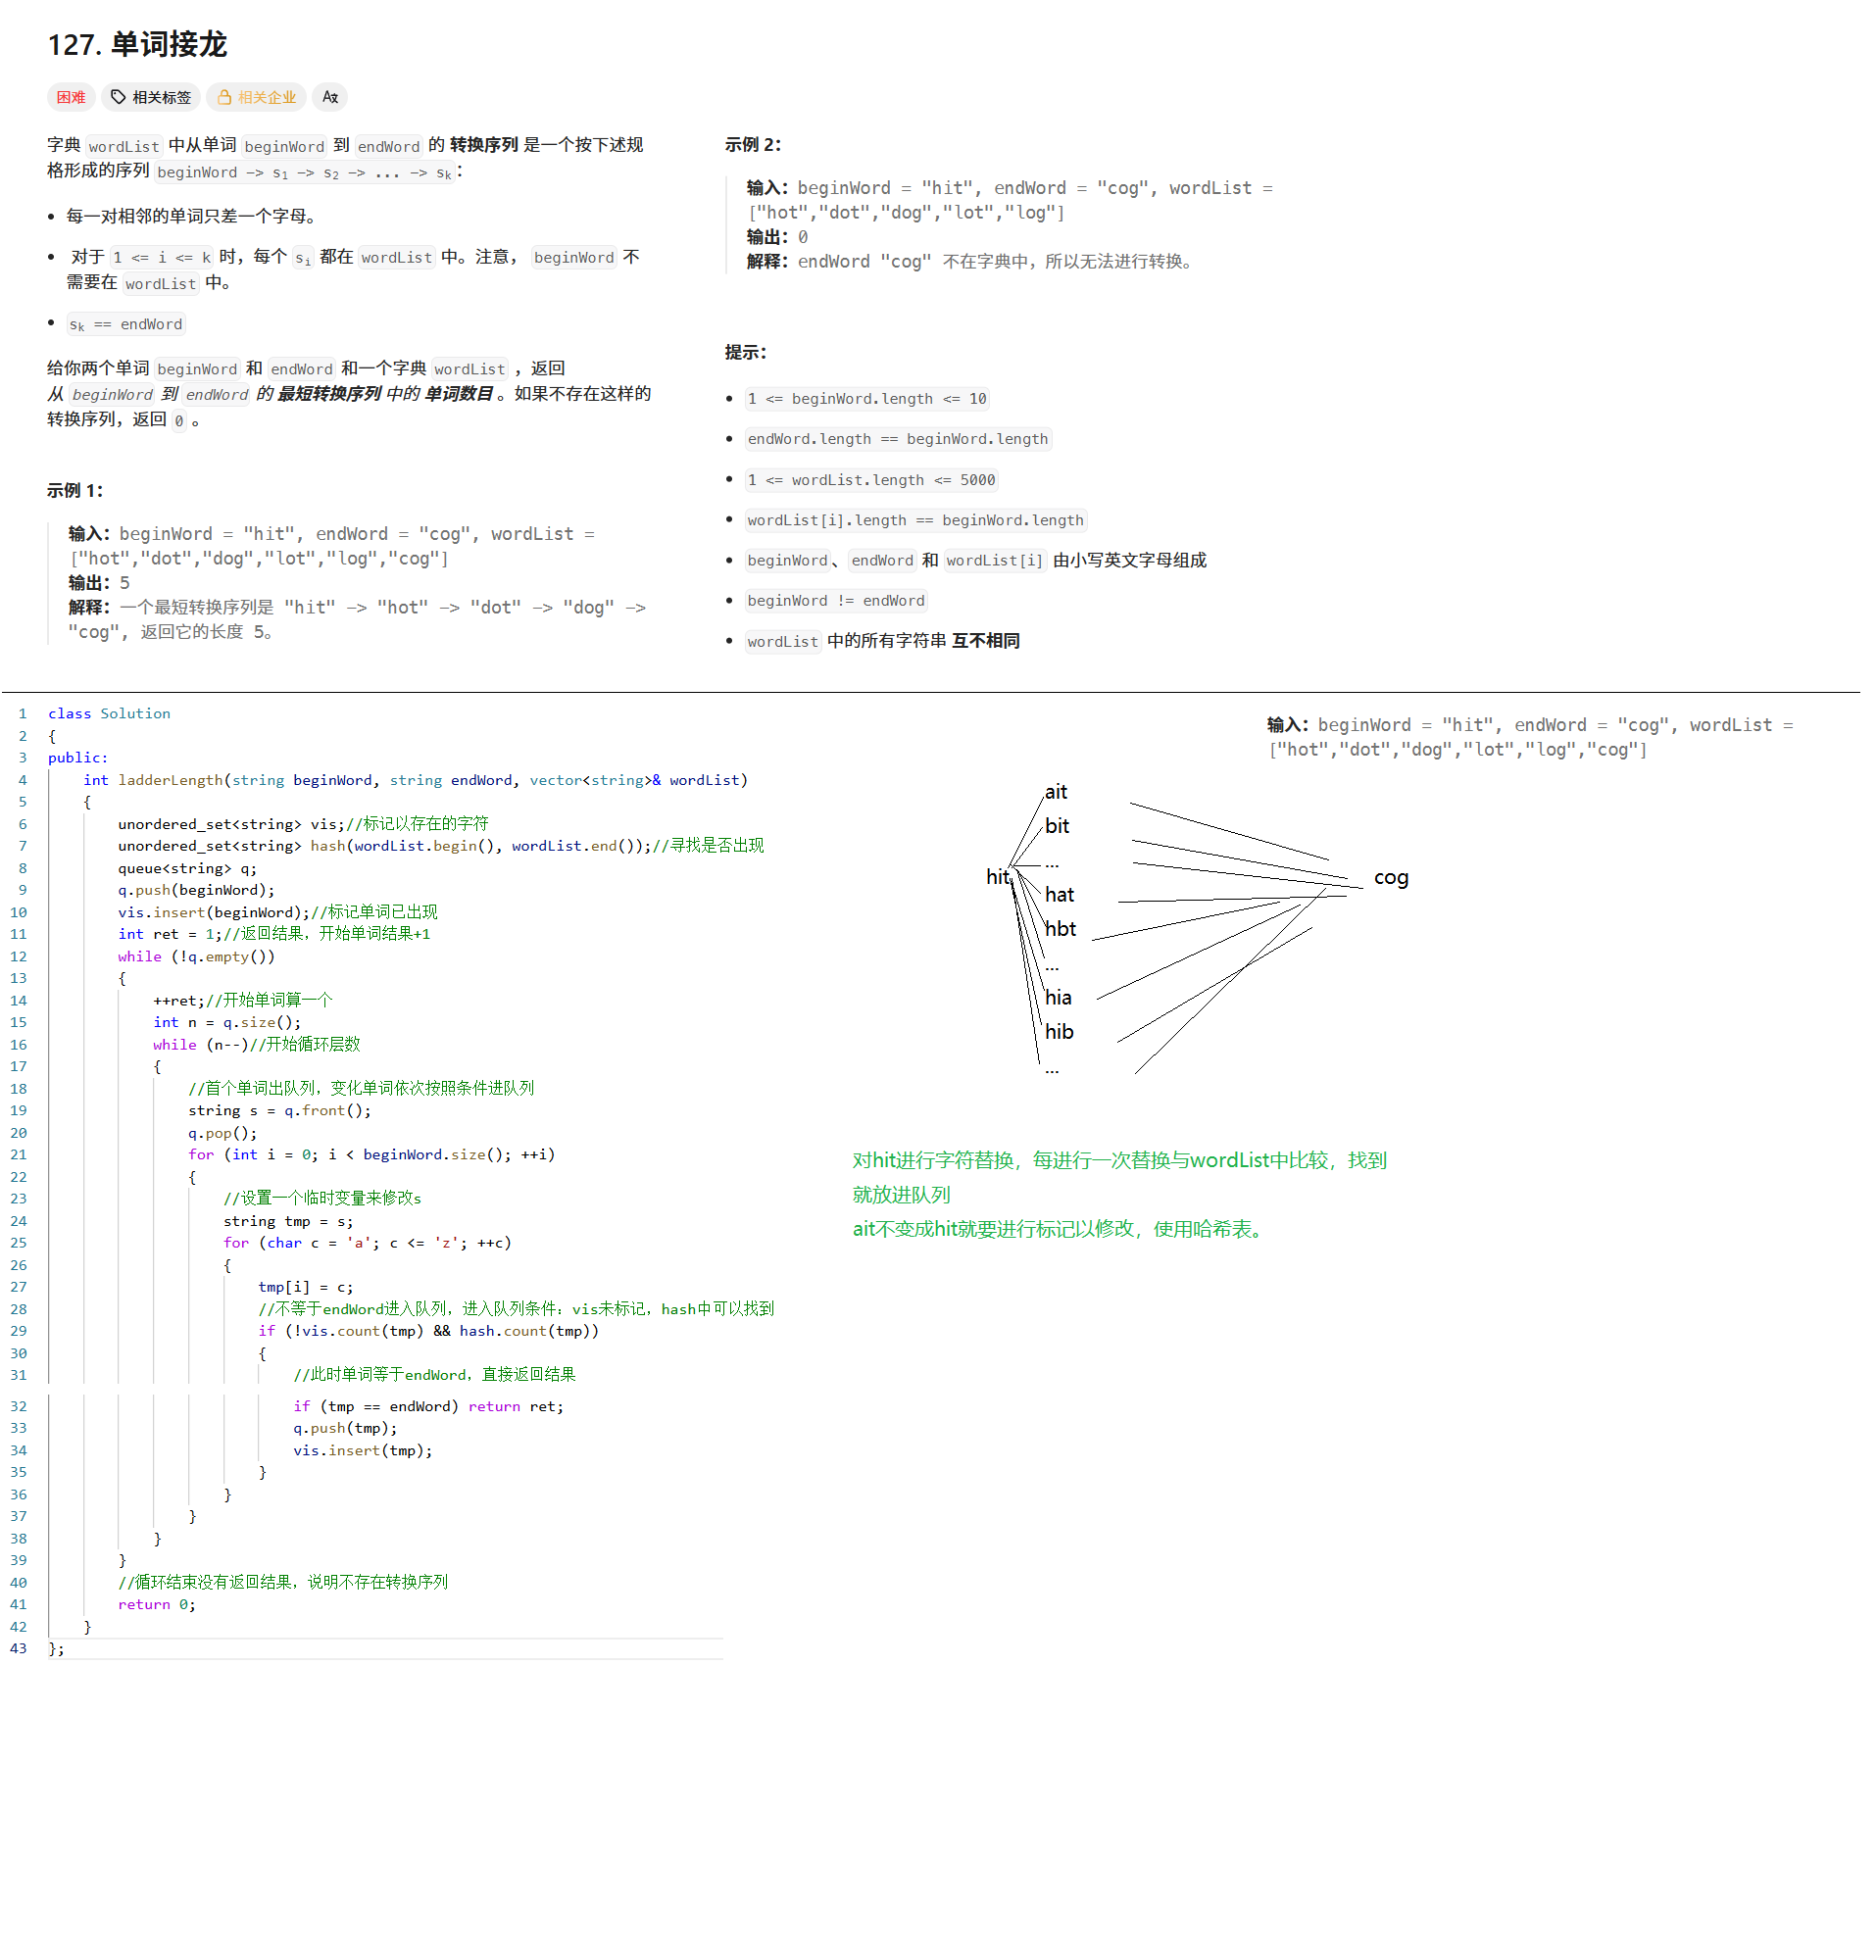 127. 单词接龙
困难 相关标签 相关企业 A文
字典 wordList 中从单词 beginWord 到 endWord 的 转换序列 是一个按下述规
格形成的序列 beginWord -> s1 -> s2 -> ... -> sk：
• 每一对相邻的单词只差一个字母。
• 对于 1 <= i <= k 时，每个 si 都在 wordList 中。注意， beginWord 不
需要在 wordList 中。
• sk == endWord
给你两个单词 beginWord 和 endWord 和一个字典 wordList ，返回
从 beginWord 到 endWord 的 最短转换序列 中的 单词数目 。如果不存在这样的
转换序列，返回 0 。
示例 1：
输入：beginWord = "hit", endWord = "cog", wordList =
["hot","dot","dog","lot","log","cog"]
输出：5
解释：一个最短转换序列是 "hit" -> "hot" -> "dot" -> "dog" ->
"cog", 返回它的长度 5。
示例 2：
输入：beginWord = "hit", endWord = "cog", wordList =
["hot","dot","dog","lot","log"]
输出：0
解释：endWord "cog" 不在字典中，所以无法进行转换。
提示：
• 1 <= beginWord.length <= 10
• endWord.length == beginWord.length
• 1 <= wordList.length <= 5000
• wordList[i].length == beginWord.length
• beginWord、endWord 和 wordList[i] 由小写英文字母组成
• beginWord != endWord
• wordList 中的所有字符串 互不相同
1 class Solution
2 {
3 public:
4 int ladderLength(string beginWord, string endWord, vector<string>& wordList)
5 {
6 unordered_set<string> vis;//标记以存在的字符
7 unordered_set<string> hash(wordList.begin(), wordList.end());//寻找是否出现
8 queue<string> q;
9 q.push(beginWord);
10 vis.insert(beginWord);//标记单词已出现
11 int ret = 1;//返回结果，开始单词结果+1
12 while (!q.empty())
13 {
14 ++ret;//开始单词算一个
15 int n = q.size();
16 while (n--)//开始循环层数
17 {
18 //首个单词出队列，变化单词依次按照条件进队列
19 string s = q.front();
20 q.pop();
21 for (int i = 0; i < beginWord.size(); ++i)
22 {
23 //设置一个临时变量来修改s
24 string tmp = s;
25 for (char c = 'a'; c <= 'z'; ++c)
26 {
27 tmp[i] = c;
28 //不等于endWord进入队列，进入队列条件：vis未标记，hash中可以找到
29 if (!vis.count(tmp) && hash.count(tmp))
30 {
31 //此时单词等于endWord，直接返回结果
32 if (tmp == endWord) return ret;
33 q.push(tmp);
34 vis.insert(tmp);
35 }
36 }
37 }
38 }
39 }
40 //循环结束没有返回结果，说明不存在转换序列
41 return 0;
42 }
43 };
输入：beginWord = "hit", endWord = "cog", wordList =
["hot","dot","dog","lot","log","cog"]
ait
bit
...
hit
cog
hat
hbt
...
hia
hib
...
对hit进行字符替换，每进行一次替换与wordList中比较，找到
就放进队列
ait不变成hit就要进行标记以修改，使用哈希表。